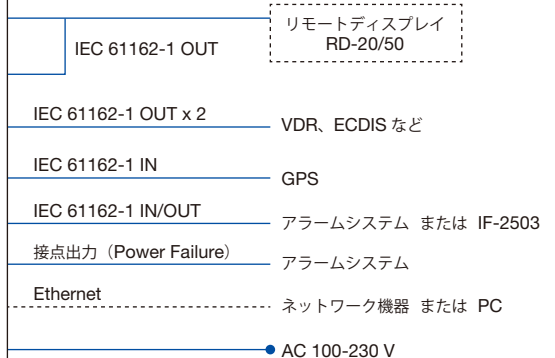 リモートディスプレイ
RD-20/50
IEC 61162-1 OUT
IEC 61162-1 OUT x 2
VDR、ECDIS など
IEC 61162-1 IN
GPS
IEC 61162-1 IN/OUT
アラームシステム または IF-2503
接点出力（Power Failure）
アラームシステム
Ethernet
ネットワーク機器 または PC
AC 100-230 V